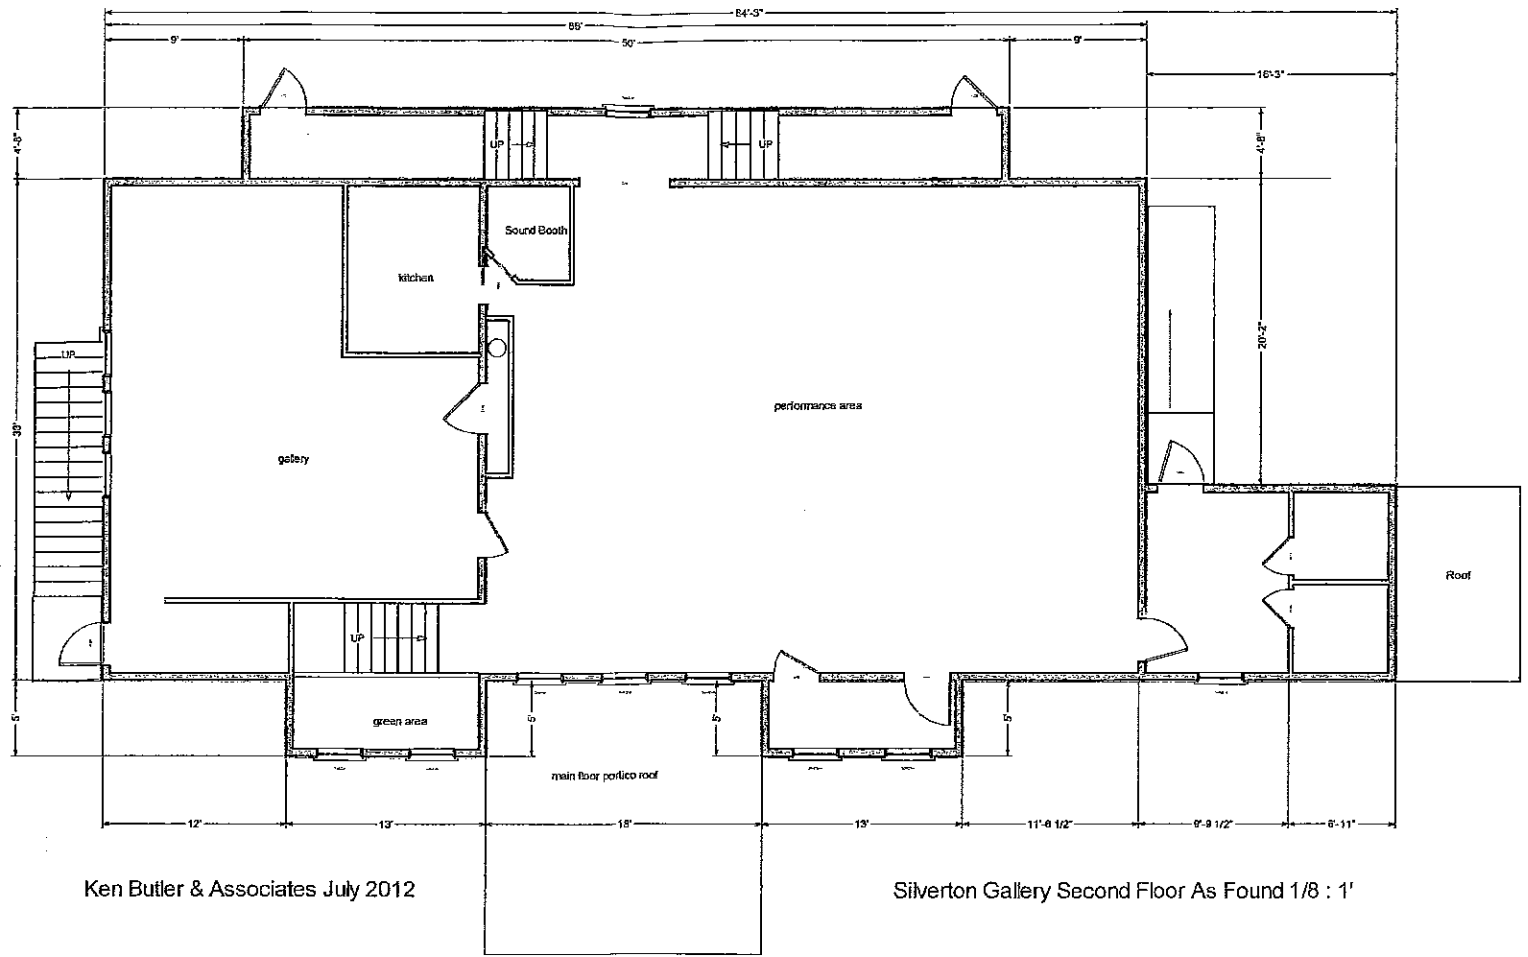 84'-3"
68'
9'
50'
9'
16'-3"
4'-8"
UP
UP
4'-8"
Sound Booth
kitchen
UP
20'-2"
performance area
33'
gallery
Roof
UP
5'
green area
5'
5'
5'
main floor portico roof
12'
13'
18'
13'
11'-6 1/2"
9'-9 1/2"
6'-11"
Ken Butler & Associates July 2012
Silverton Gallery Second Floor As Found 1/8 : 1'